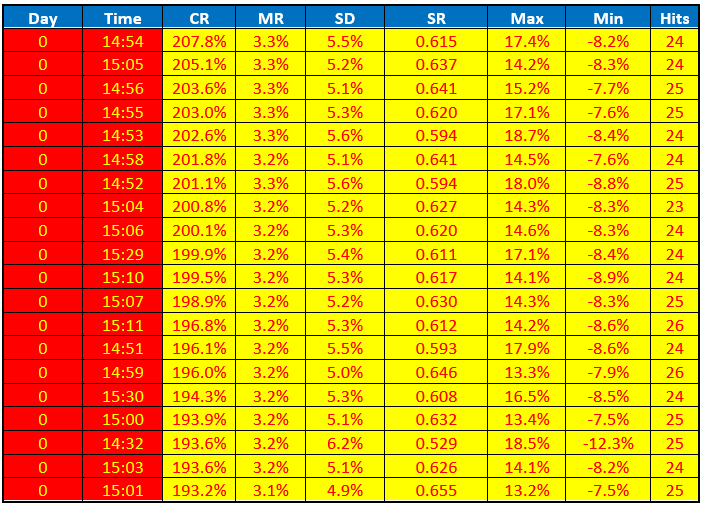 Day Time CR MR SD SR Max Min Hits
0 14:54 207.8% 3.3% 5.5% 0.615 17.4% -8.2% 24
0 15:05 205.1% 3.3% 5.2% 0.637 14.2% -8.3% 24
0 14:56 203.6% 3.3% 5.1% 0.641 15.2% -7.7% 25
0 14:55 203.0% 3.3% 5.3% 0.620 17.1% -7.6% 25
0 14:53 202.6% 3.3% 5.6% 0.594 18.7% -8.4% 24
0 14:58 201.8% 3.2% 5.1% 0.641 14.5% -7.6% 24
0 14:52 201.1% 3.3% 5.6% 0.594 18.0% -8.8% 25
0 15:04 200.8% 3.2% 5.2% 0.627 14.3% -8.3% 23
0 15:06 200.1% 3.2% 5.3% 0.620 14.6% -8.3% 24
0 15:29 199.9% 3.2% 5.4% 0.611 17.1% -8.4% 24
0 15:10 199.5% 3.2% 5.3% 0.617 14.1% -8.9% 24
0 15:07 198.9% 3.2% 5.2% 0.630 14.3% -8.3% 25
0 15:11 196.8% 3.2% 5.3% 0.612 14.2% -8.6% 26
0 14:51 196.1% 3.2% 5.5% 0.593 17.9% -8.6% 24
0 14:59 196.0% 3.2% 5.0% 0.646 13.3% -7.9% 26
0 15:30 194.3% 3.2% 5.3% 0.608 16.5% -8.5% 24
0 15:00 193.9% 3.2% 5.1% 0.632 13.4% -7.5% 25
0 14:32 193.6% 3.2% 6.2% 0.529 18.5% -12.3% 25
0 15:03 193.6% 3.2% 5.1% 0.626 14.1% -8.2% 24
0 15:01 193.2% 3.1% 4.9% 0.655 13.2% -7.5% 25